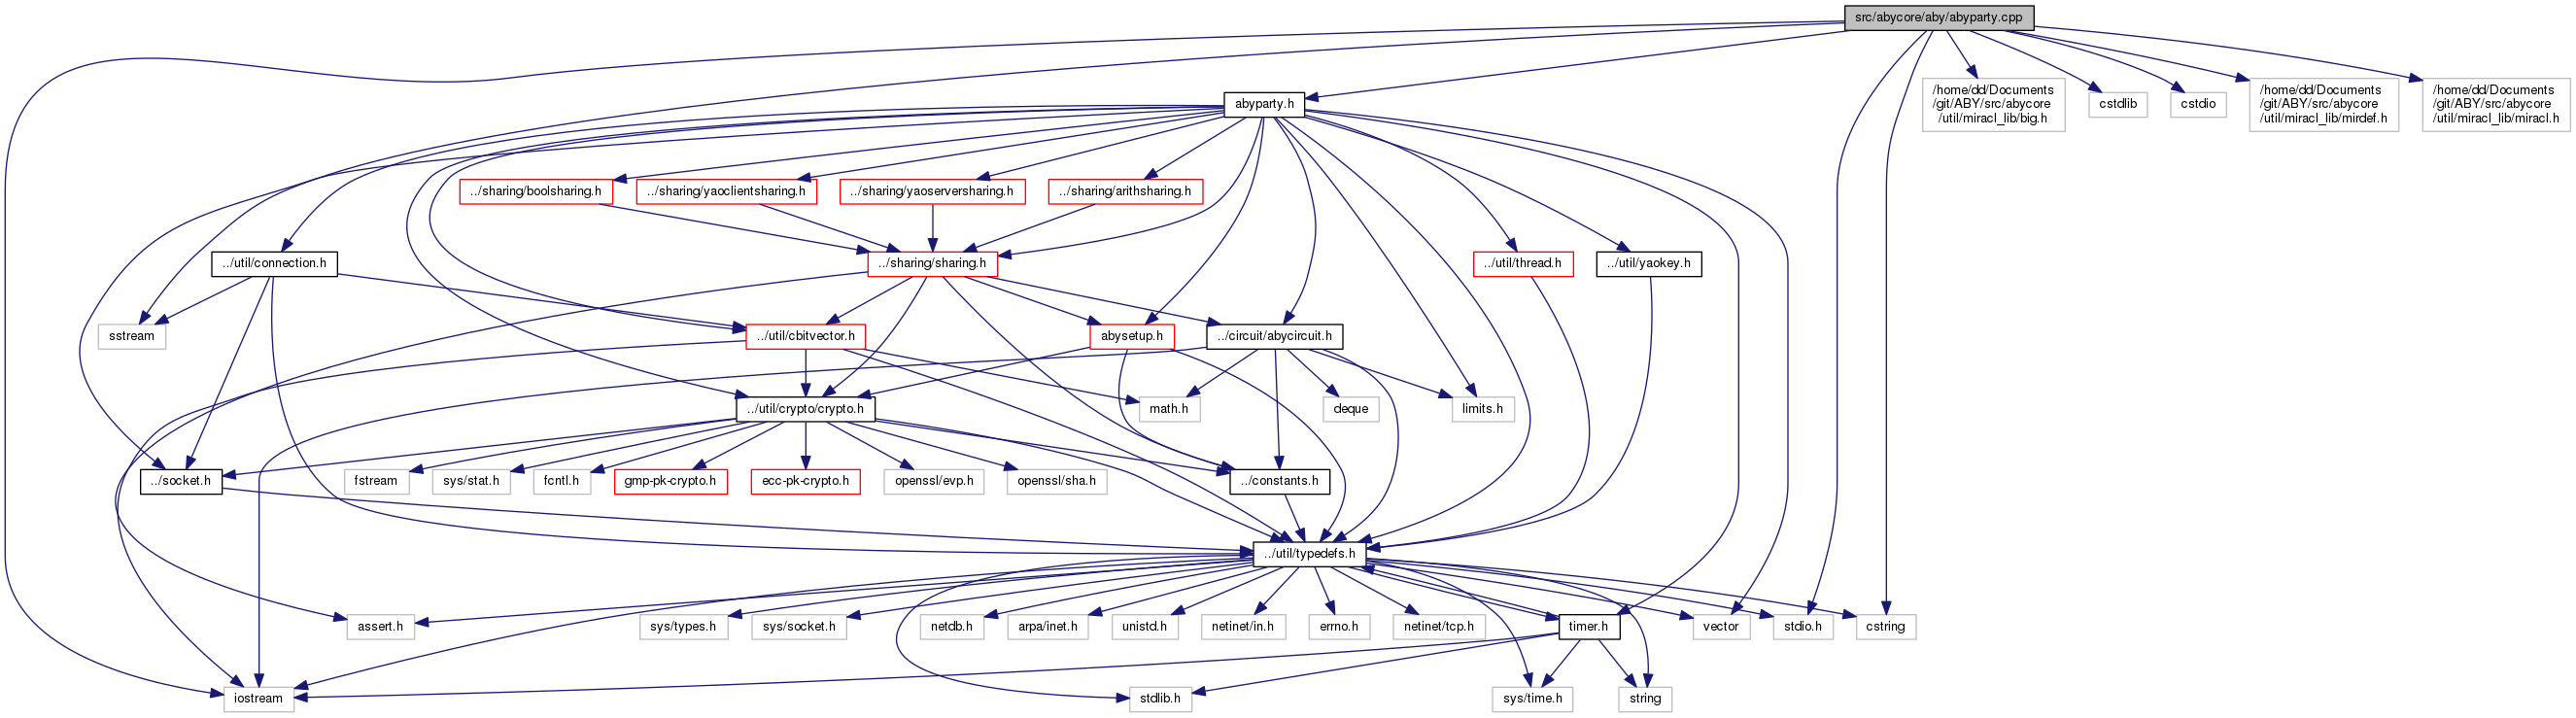 src/abycore/aby/abyparty.cpp
abyparty.h
/home/dd/Documents
/git/ABY/src/abycore
/util/miracl_lib/big.h
cstdlib
cstdio
/home/dd/Documents
/git/ABY/src/abycore
/util/miracl_lib/mirdef.h
/home/dd/Documents
/git/ABY/src/abycore
/util/miracl_lib/miracl.h
../sharing/boolsharing.h
../sharing/yaoclientsharing.h
../sharing/yaoserversharing.h
../sharing/arithsharing.h
../util/connection.h
../sharing/sharing.h
../util/thread.h
../util/yaokey.h
sstream
../util/cbitvector.h
abysetup.h
../circuit/abycircuit.h
../util/crypto/crypto.h
math.h
deque
limits.h
../socket.h
fstream
sys/stat.h
fcntl.h
gmp-pk-crypto.h
ecc-pk-crypto.h
openssl/evp.h
openssl/sha.h
../constants.h
../util/typedefs.h
assert.h
sys/types.h
sys/socket.h
netdb.h
arpa/inet.h
unistd.h
netinet/in.h
errno.h
netinet/tcp.h
timer.h
vector
stdio.h
cstring
iostream
stdlib.h
sys/time.h
string